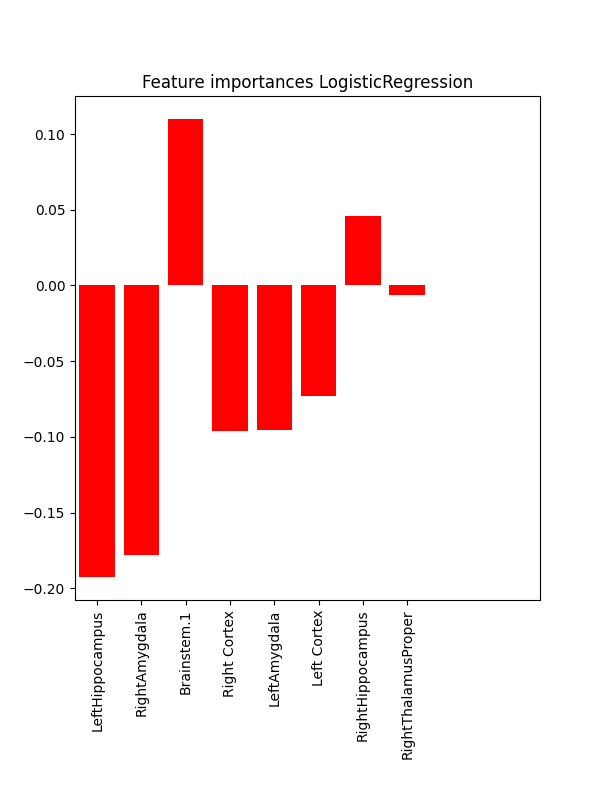 Feature importances LogisticRegression
0.10
0.05
0.00
−0.05
−0.10
−0.15
−0.20
LeftHippocampus
RightAmygdala
Brainstem.1
Right Cortex
LeftAmygdala
Left Cortex
RightHippocampus
RightThalamusProper